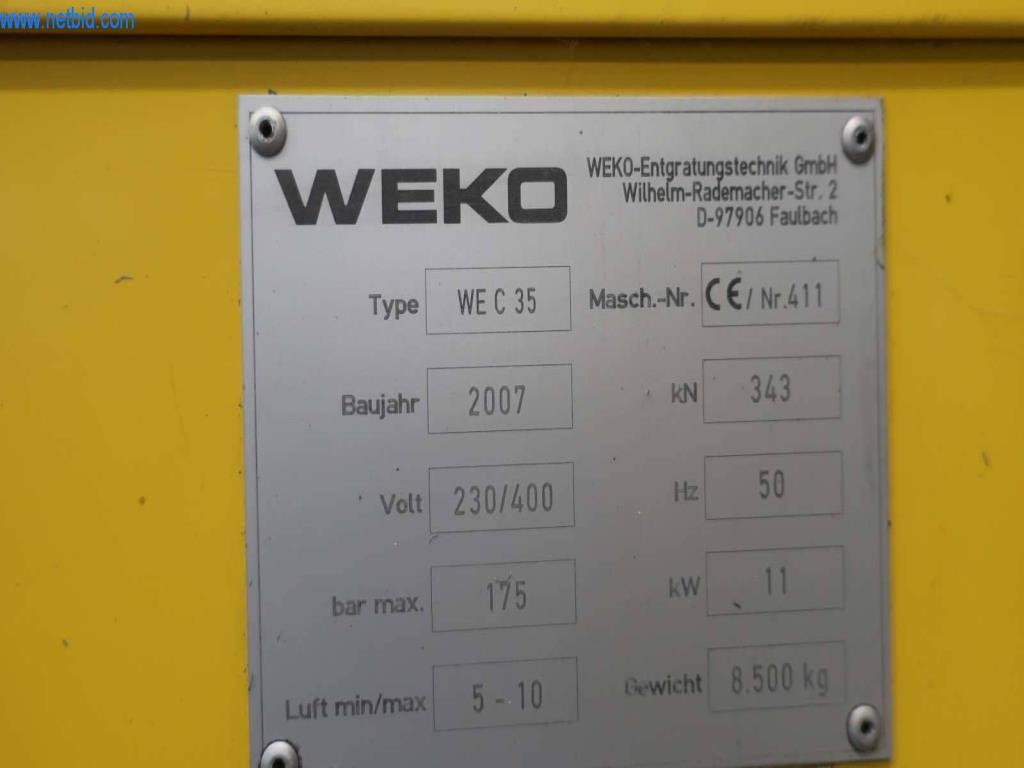 www.netbid.com
WEKO
WEKO-Entgratungstechnik GmbH
Wilhelm-Rademacher-Str. 2
D-97906 Faulbach
Type WE C 35 Masch.-Nr. CE/Nr.411
Baujahr 2007 kN 343
Volt 230/400 Hz 50
bar max. 175 kW 11
Luft min/max 5 - 10 Gewicht 8.500 kg